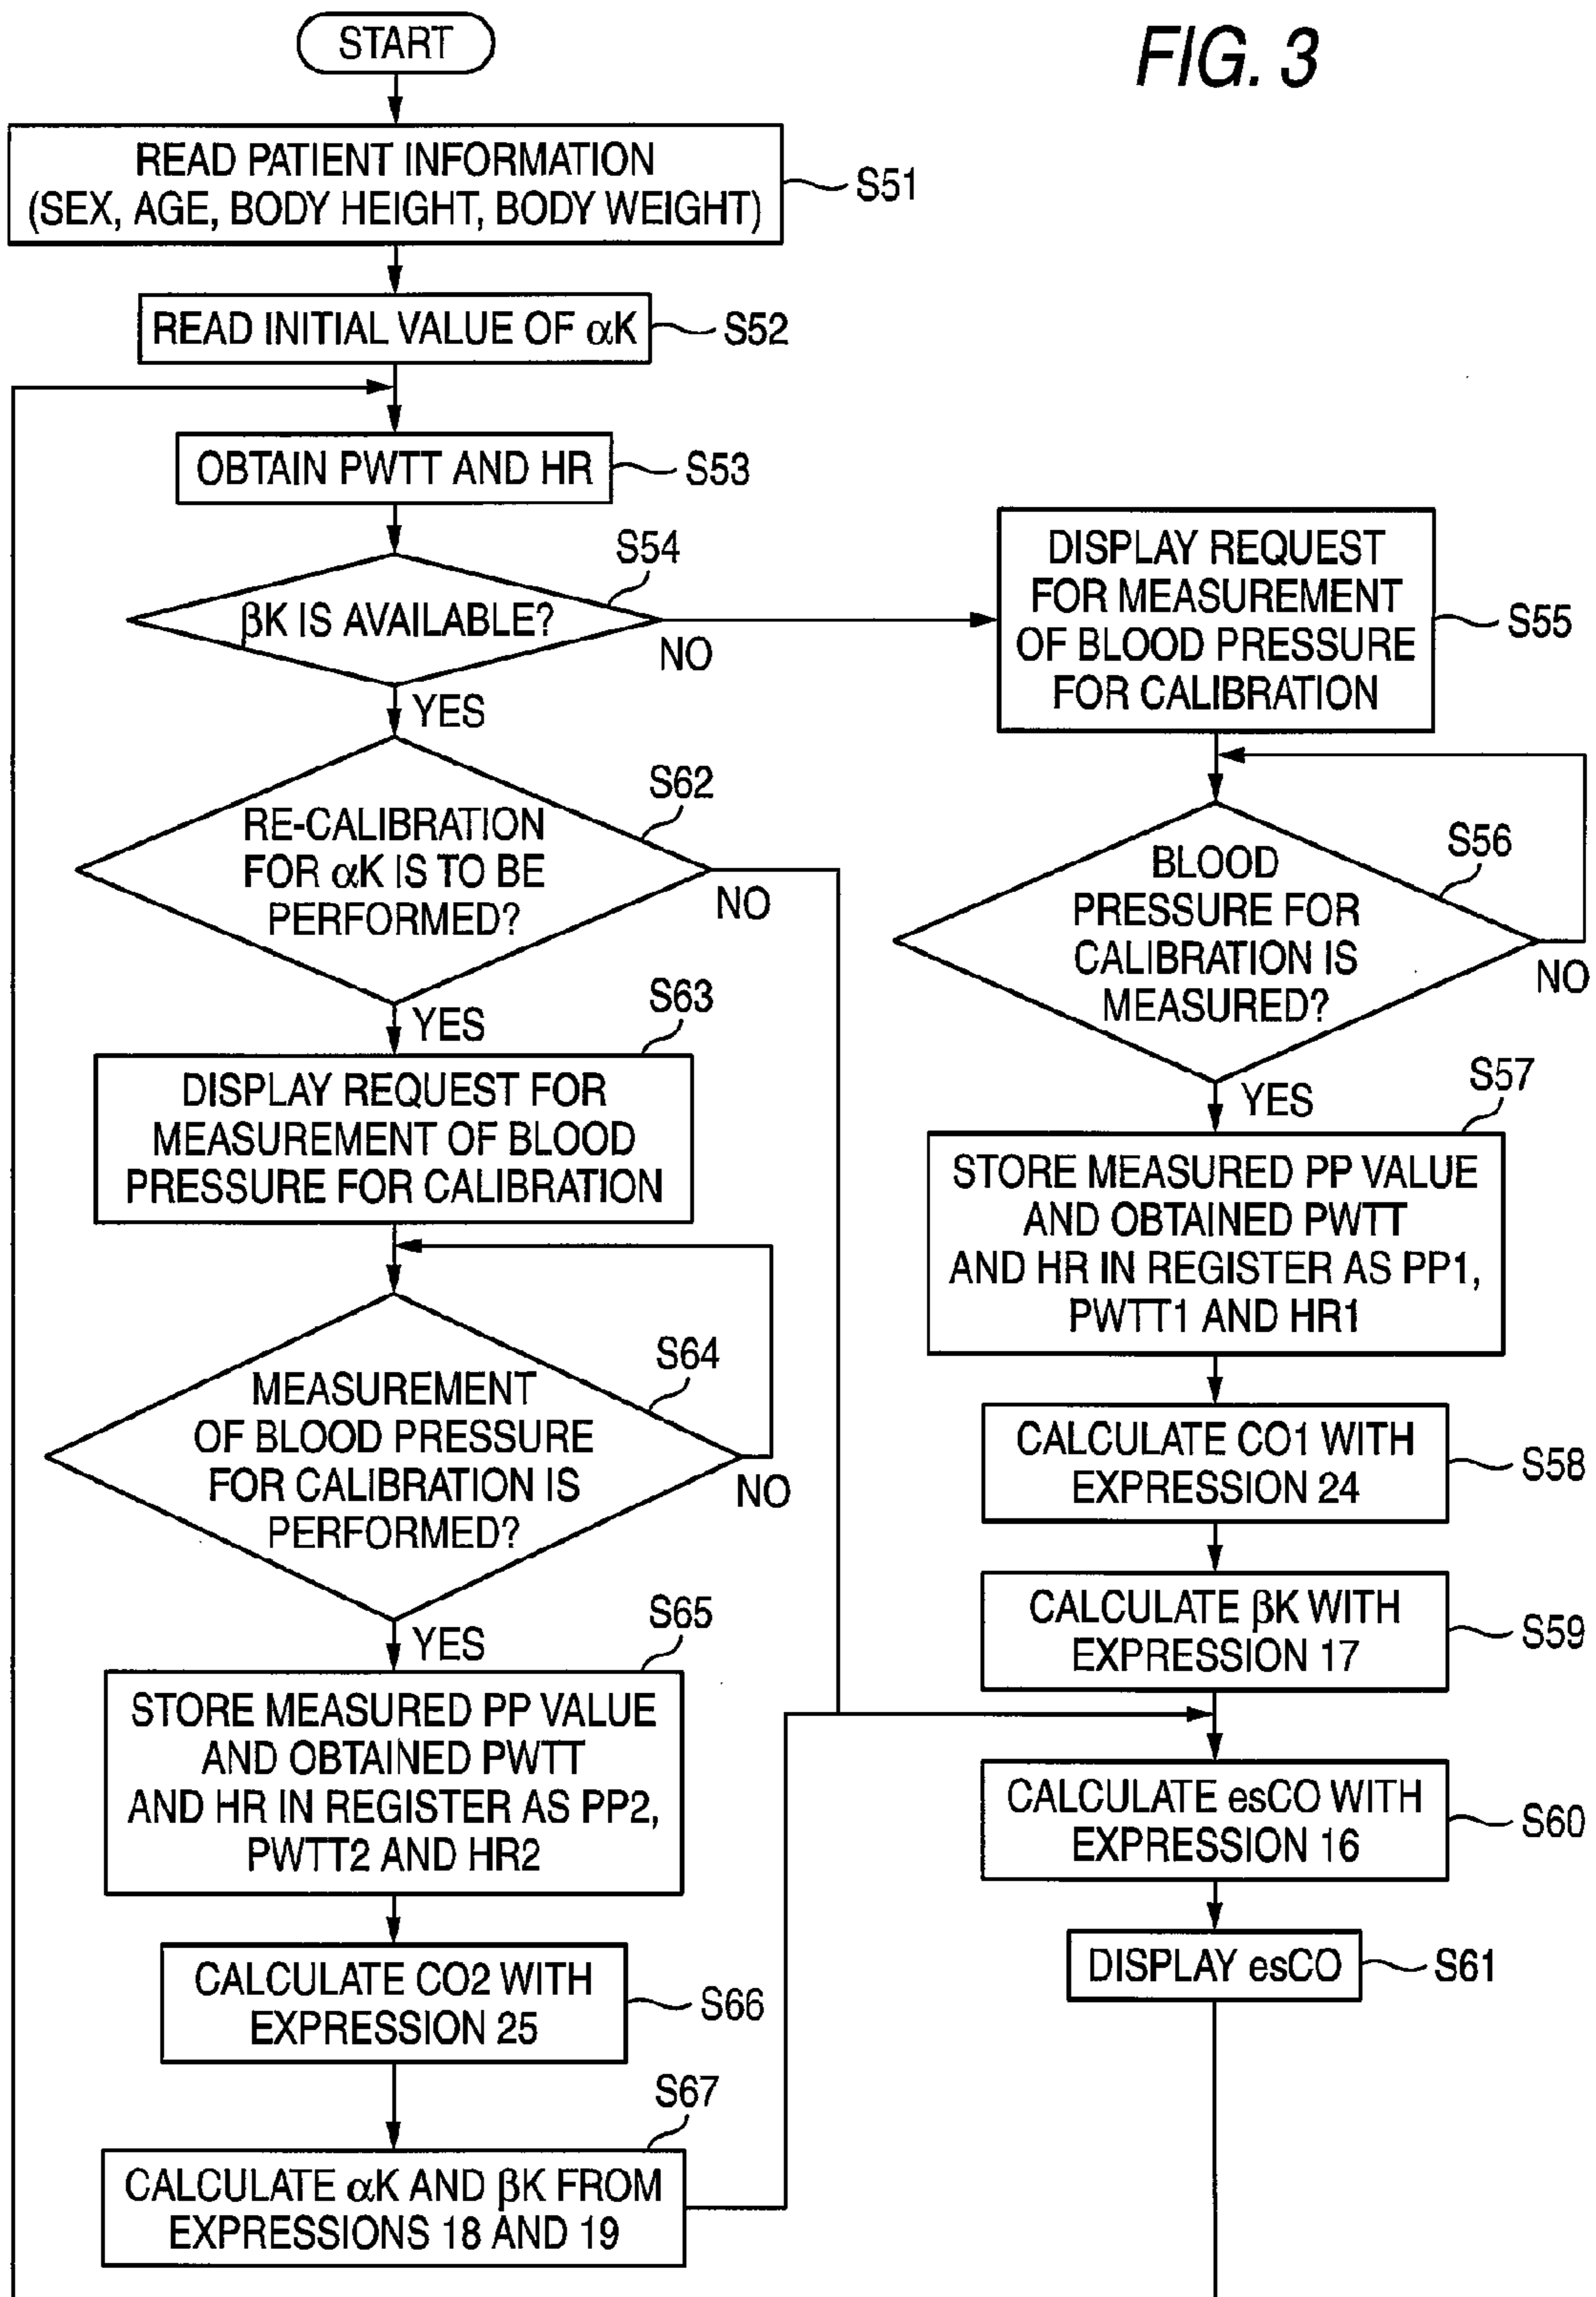 FIG. 3
START
READ PATIENT INFORMATION
(SEX, AGE, BODY HEIGHT, BODY WEIGHT)
S51
READ INITIAL VALUE OF αK
S52
OBTAIN PWTT AND HR
S53
βK IS AVAILABLE?
S54
NO
YES
RE-CALIBRATION
FOR αK IS TO BE
PERFORMED?
S62
NO
YES
DISPLAY REQUEST FOR
MEASUREMENT OF BLOOD
PRESSURE FOR CALIBRATION
S63
MEASUREMENT
OF BLOOD PRESSURE
FOR CALIBRATION IS
PERFORMED?
S64
NO
YES
STORE MEASURED PP VALUE
AND OBTAINED PWTT
AND HR IN REGISTER AS PP2,
PWTT2 AND HR2
S65
CALCULATE CO2 WITH
EXPRESSION 25
S66
CALCULATE αK AND βK FROM
EXPRESSIONS 18 AND 19
S67
DISPLAY REQUEST
FOR MEASUREMENT
OF BLOOD PRESSURE
FOR CALIBRATION
S55
BLOOD
PRESSURE FOR
CALIBRATION IS
MEASURED?
S56
NO
YES
STORE MEASURED PP VALUE
AND OBTAINED PWTT
AND HR IN REGISTER AS PP1,
PWTT1 AND HR1
S57
CALCULATE CO1 WITH
EXPRESSION 24
S58
CALCULATE βK WITH
EXPRESSION 17
S59
CALCULATE esCO WITH
EXPRESSION 16
S60
DISPLAY esCO
S61